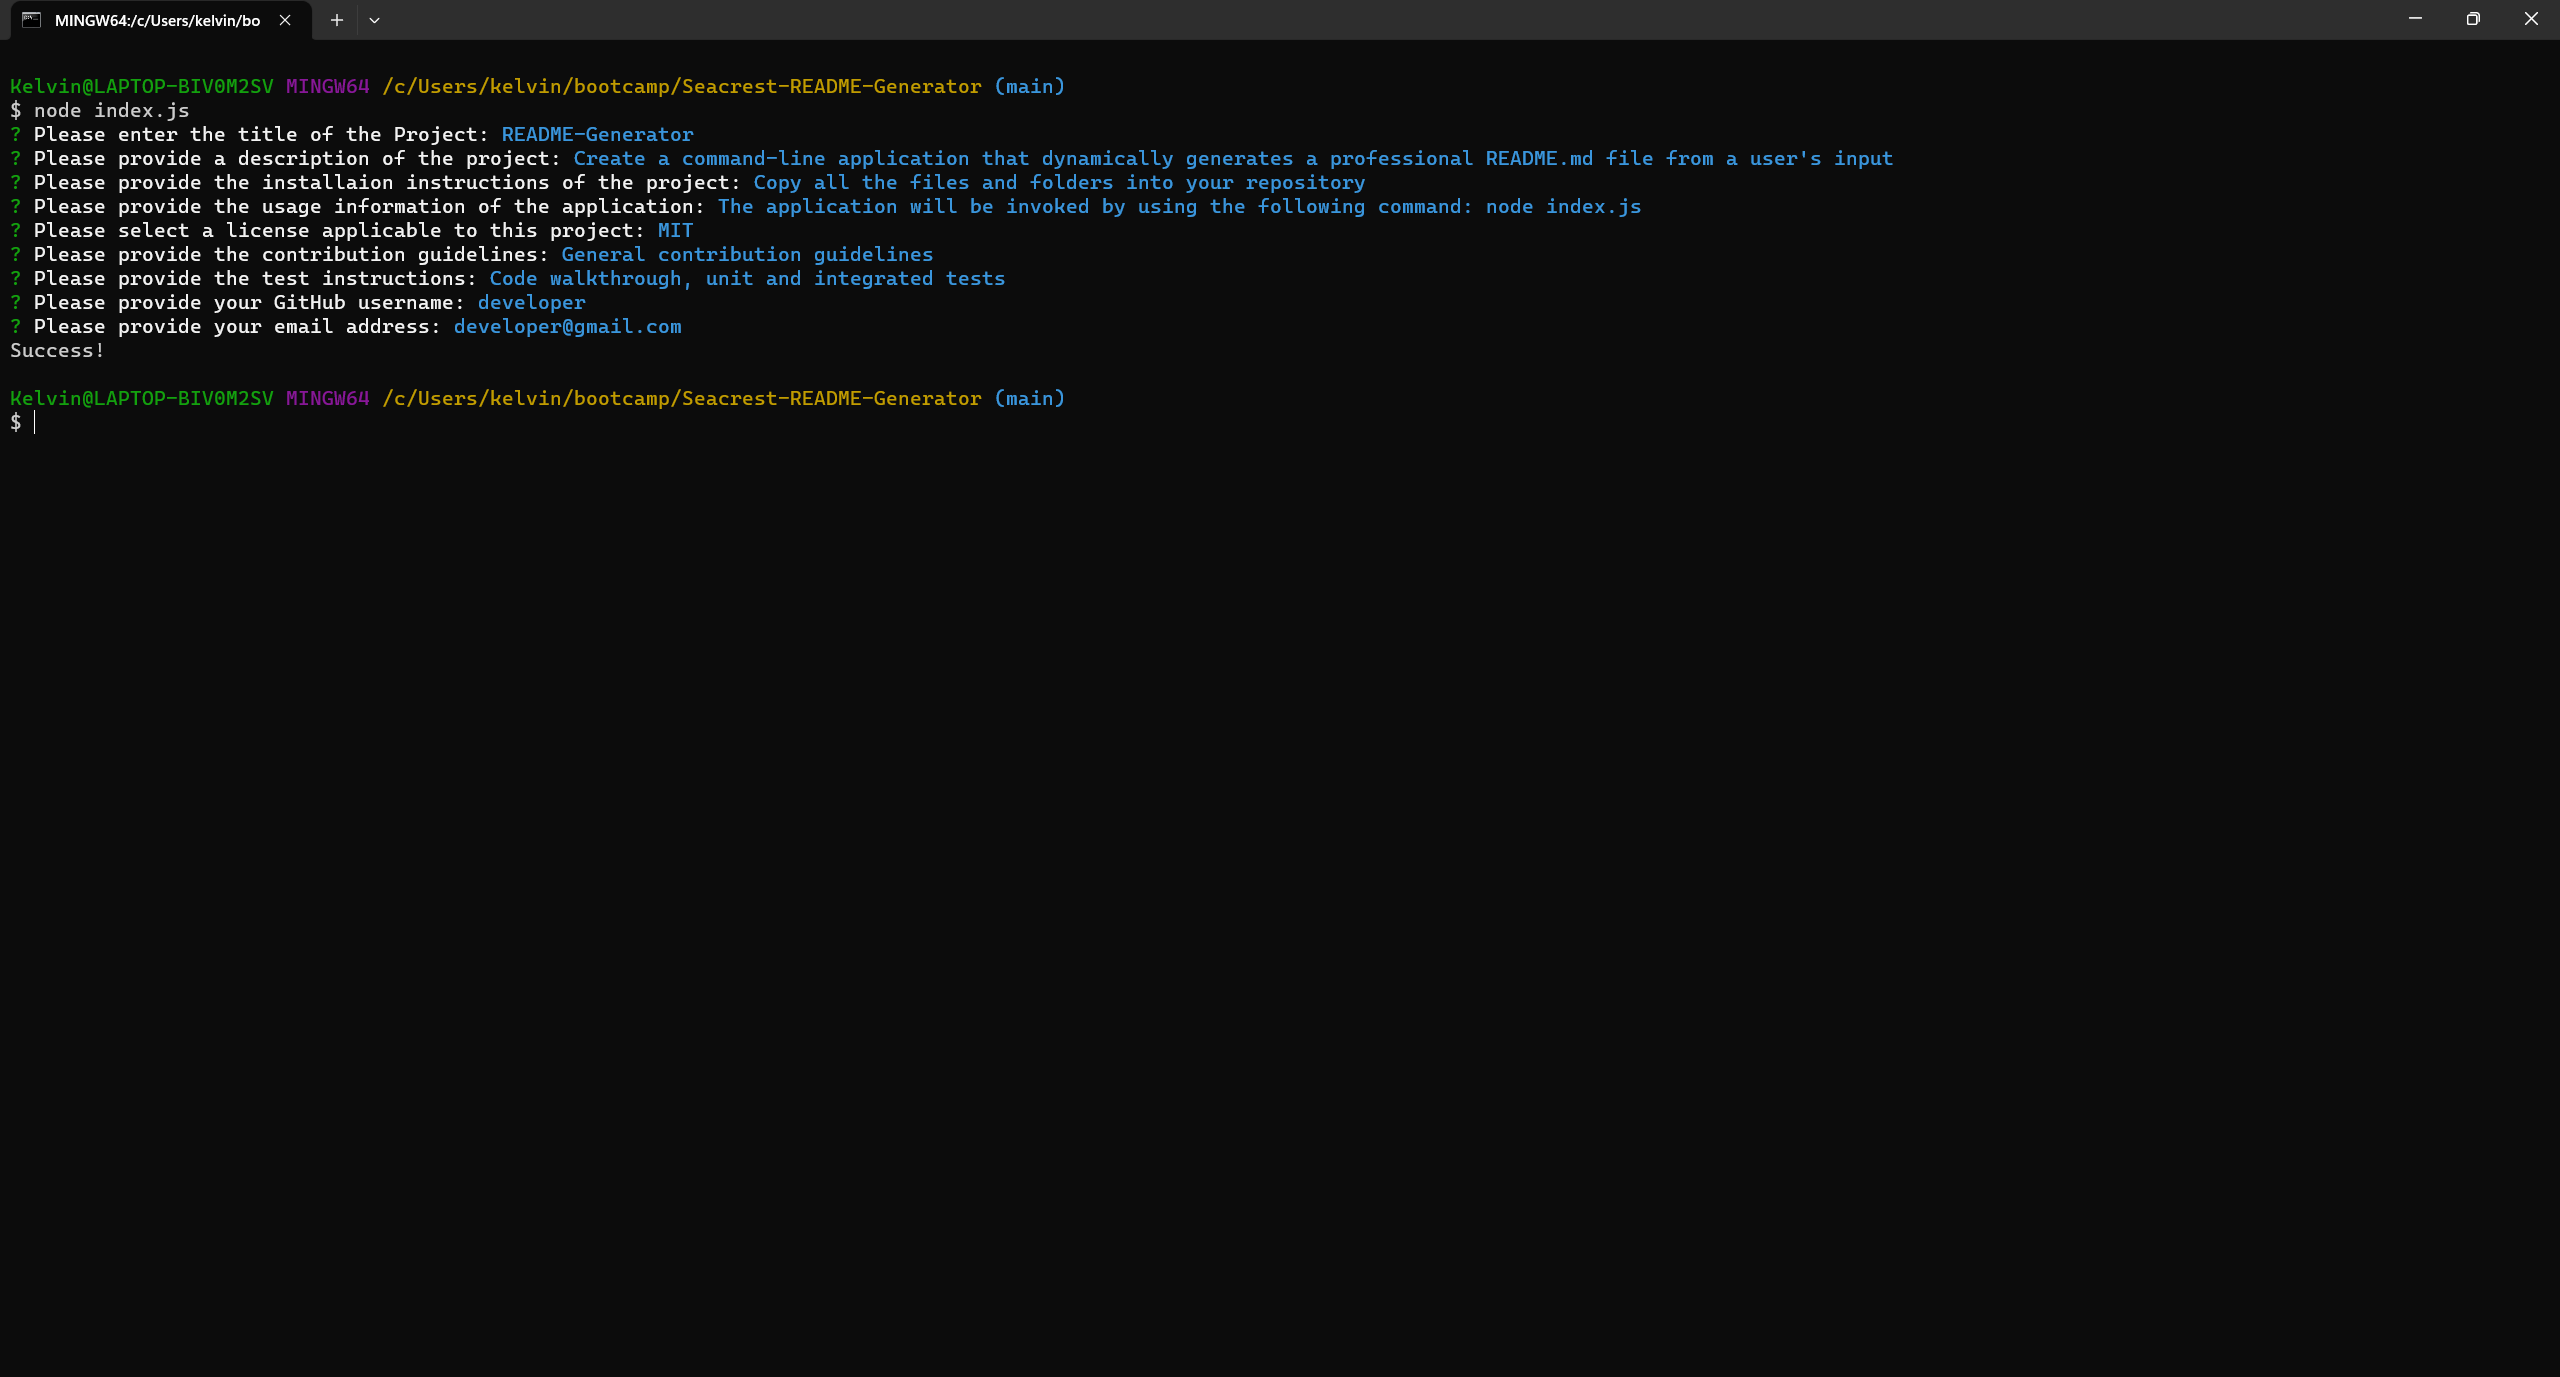 MINGW64:/c/Users/kelvin/bo
Kelvin@LAPTOP-BIV0M2SV MINGW64 /c/Users/kelvin/bootcamp/Seacrest-README-Generator (main)
$ node index.js
? Please enter the title of the Project: README-Generator
? Please provide a description of the project: Create a command-line application that dynamically generates a professional README.md file from a user's input
? Please provide the installaion instructions of the project: Copy all the files and folders into your repository
? Please provide the usage information of the application: The application will be invoked by using the following command: node index.js
? Please select a license applicable to this project: MIT
? Please provide the contribution guidelines: General contribution guidelines
? Please provide the test instructions: Code walkthrough, unit and integrated tests
? Please provide your GitHub username: developer
? Please provide your email address: developer@gmail.com
Success!
Kelvin@LAPTOP-BIV0M2SV MINGW64 /c/Users/kelvin/bootcamp/Seacrest-README-Generator (main)
$